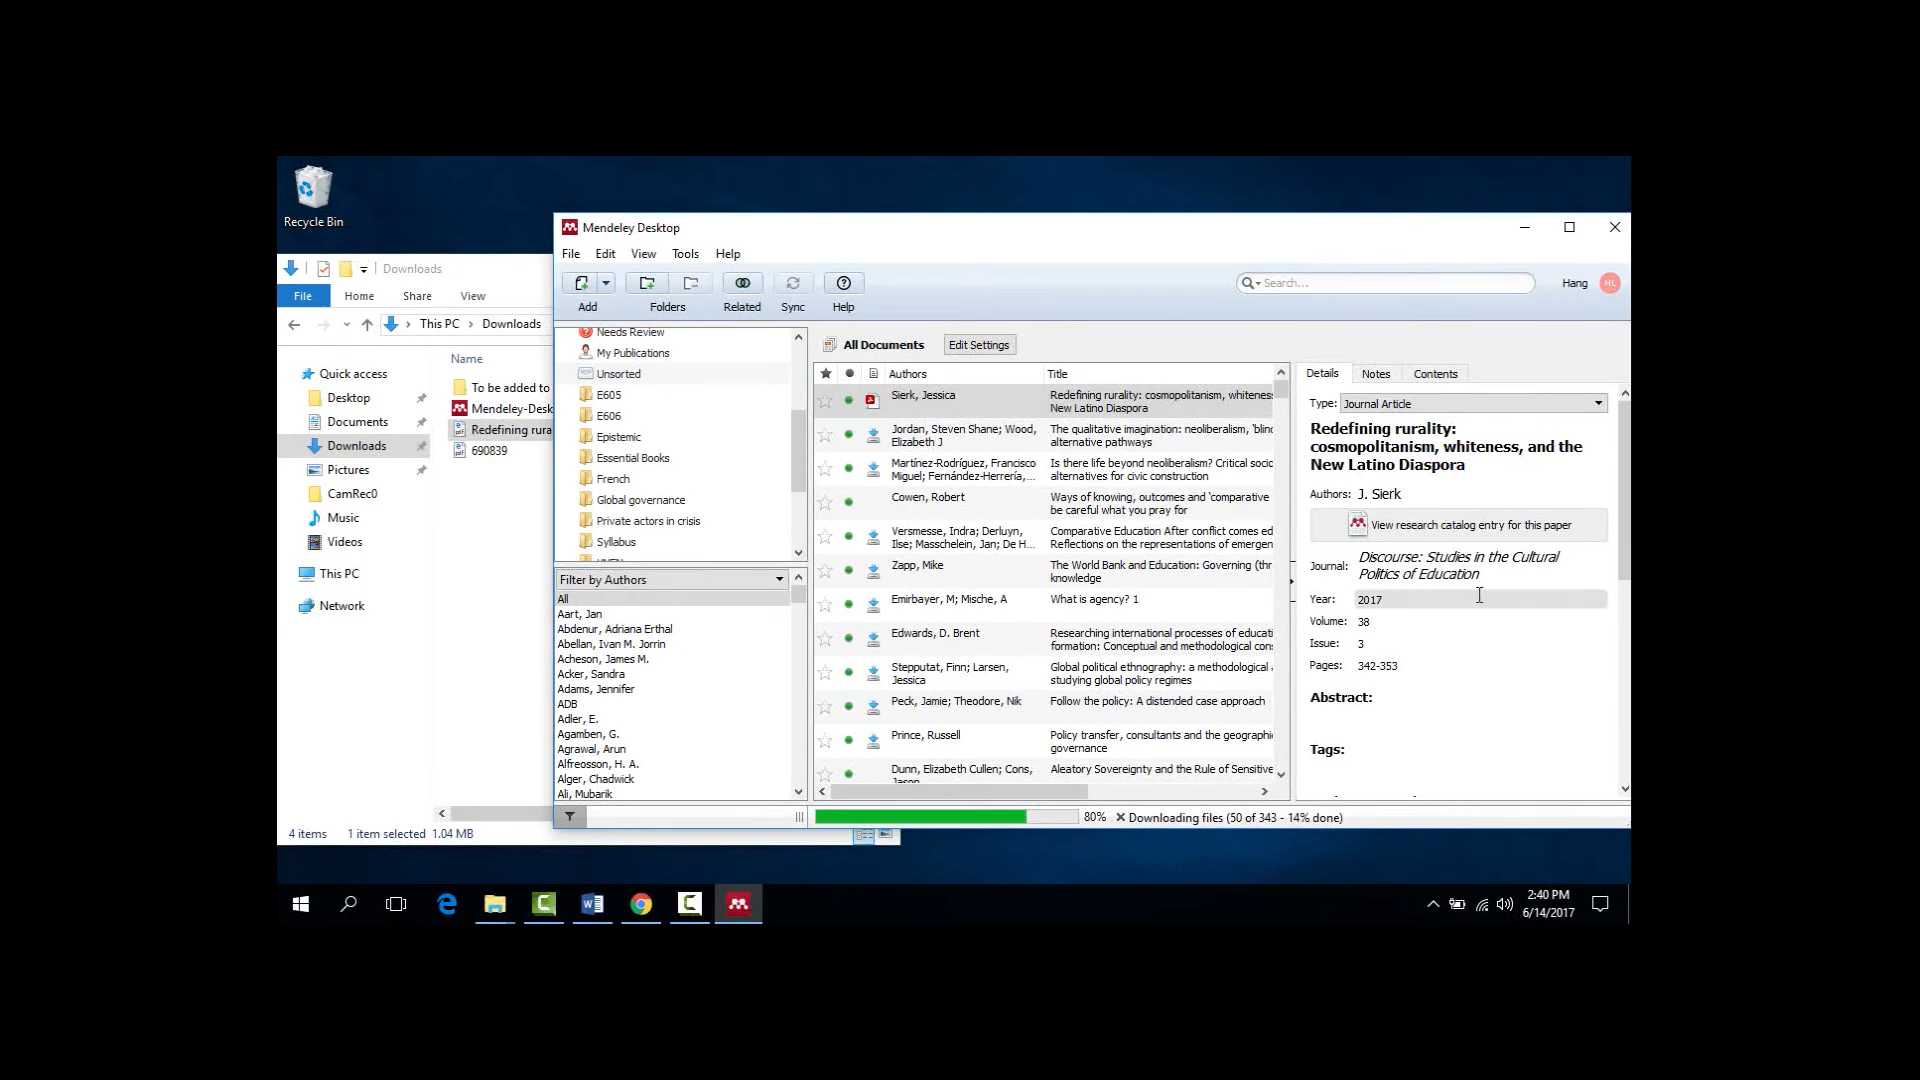 Recycle Bin
Downloads
File Home Share View
This PC Downloads
Name
Quick access
Desktop
Documents
Downloads
Pictures
CamRec0
Music
Videos
This PC
Network
To be added to
Mendeley-Desk
Redefining rura
690839
4 items 1 item selected 1.04 MB
Mendeley Desktop
File Edit View Tools Help
Add Folders Related Sync Help
Search...
Hang HL
Needs Review
My Publications
Unsorted
E605
E606
Epistemic
Essential Books
French
Global governance
Private actors in crisis
Syllabus
Filter by Authors
All
Aart, Jan
Abdenur, Adriana Erthal
Abellan, Ivan M. Jorrin
Acheson, James M.
Acker, Sandra
Adams, Jennifer
ADB
Adler, E.
Agamben, G.
Agrawal, Arun
Alfreosson, H. A.
Alger, Chadwick
Ali, Mubarik
All Documents Edit Settings
Authors Title
Sierk, Jessica
Redefining rurality: cosmopolitanism, whiteness
New Latino Diaspora
Jordan, Steven Shane; Wood,
Elizabeth J
The qualitative imagination: neoliberalism, 'blinc
alternative pathways
Martínez-Rodríguez, Francisco
Miguel; Fernández-Herrería,...
Is there life beyond neoliberalism? Critical socio
alternatives for civic construction
Cowen, Robert
Ways of knowing, outcomes and 'comparative
be careful what you pray for
Versmesse, Indra; Derluyn,
Ilse; Masschelein, Jan; De H...
Comparative Education After conflict comes ed
Reflections on the representations of emergen
Zapp, Mike
The World Bank and Education: Governing (thr
knowledge
Emirbayer, M; Mische, A
What is agency? 1
Edwards, D. Brent
Researching international processes of educati
formation: Conceptual and methodological cons
Stepputat, Finn; Larsen,
Jessica
Global political ethnography: a methodological
studying global policy regimes
Peck, Jamie; Theodore, Nik
Follow the policy: A distended case approach
Prince, Russell
Policy transfer, consultants and the geographi
governance
Dunn, Elizabeth Cullen; Cons,
Jason
Aleatory Sovereignty and the Rule of Sensitive
80% Downloading files (50 of 343 - 14% done)
Details Notes Contents
Type: Journal Article
Redefining rurality:
cosmopolitanism, whiteness, and the
New Latino Diaspora
Authors: J. Sierk
View research catalog entry for this paper
Journal: Discourse: Studies in the Cultural
Politics of Education
Year: 2017
Volume: 38
Issue: 3
Pages: 342-353
Abstract:
Tags:
2:40 PM
6/14/2017